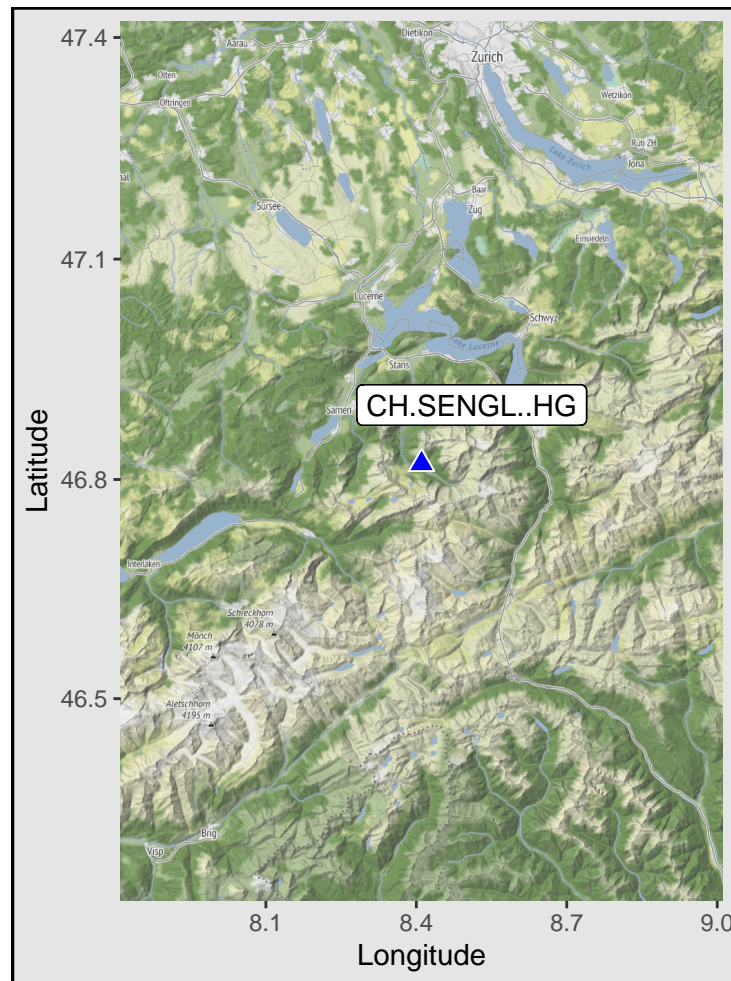 47.4
47.1
46.8
46.5
Latitude
Dietikon
Aarau
Zurich
Olten
Oftringen
Wetzikon
Rüti ZH
Jona
Lake Zurich
Baar
Zug
Sursee
Einsiedeln
Lucerne
Schwyz
Lake Lucerne
Stans
CH.SENGL..HG
Sarnen
Interlaken
Schreckhorn
4078 m
Mönch
4107 m
Aletschhorn
4195 m
Brig
Visp
8.1
8.4
8.7
9.0
Longitude